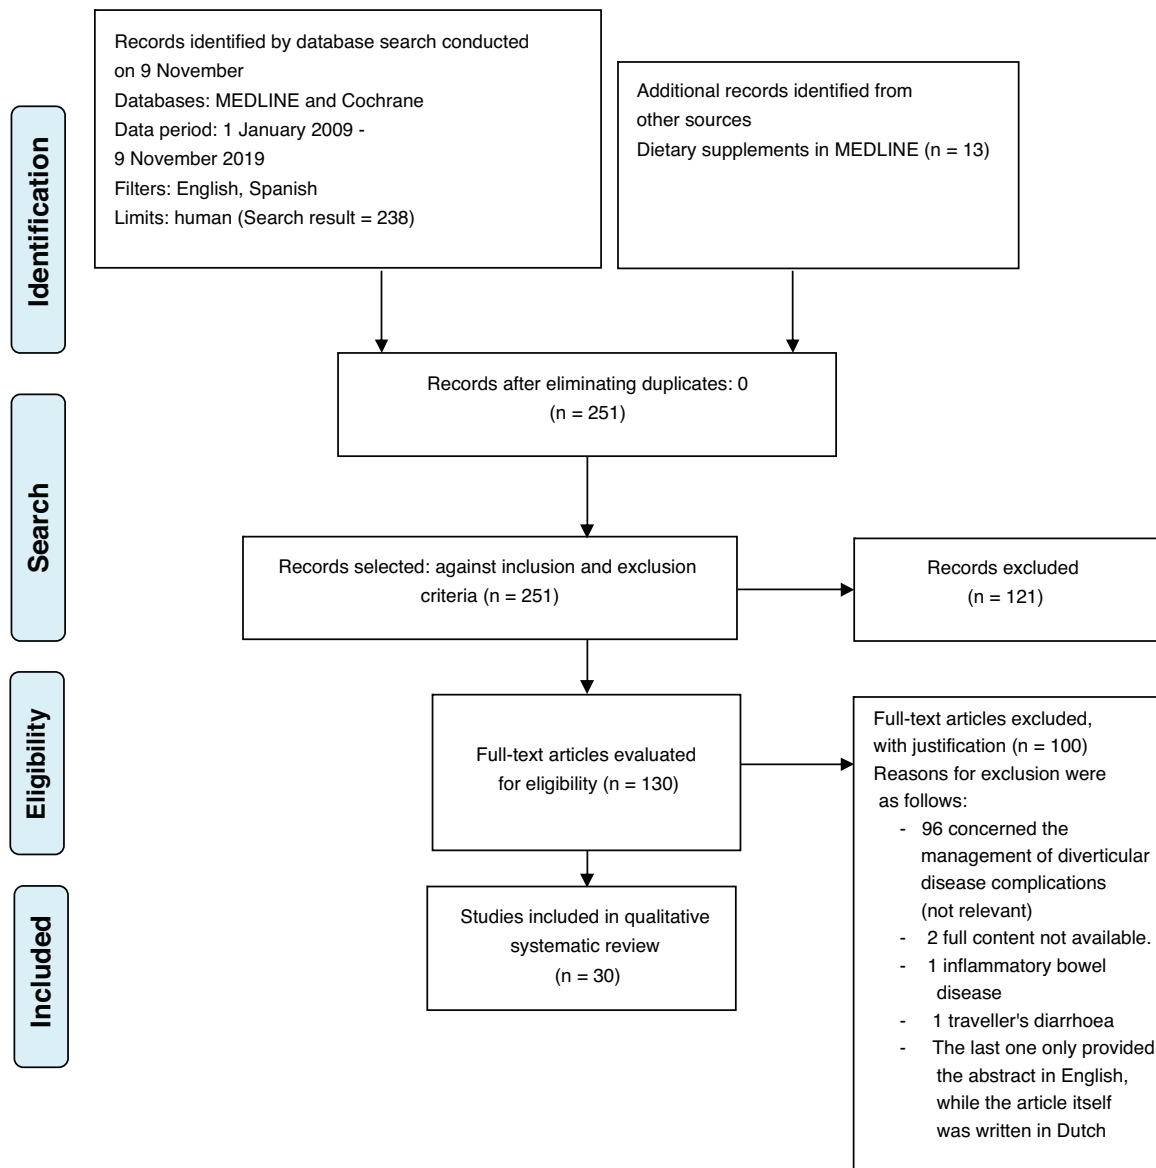 Identification
Records identified by database search conducted
on 9 November
Databases: MEDLINE and Cochrane
Data period: 1 January 2009 -
9 November 2019
Filters: English, Spanish
Limits: human (Search result = 238)
Additional records identified from
other sources
Dietary supplements in MEDLINE (n = 13)
Records after eliminating duplicates: 0
(n = 251)
Search
Records selected: against inclusion and exclusion
criteria (n = 251)
Records excluded
(n = 121)
Eligibility
Full-text articles evaluated
for eligibility (n = 130)
Full-text articles excluded,
with justification (n = 100)
Reasons for exclusion were
as follows:
- 96 concerned the
management of diverticular
disease complications
(not relevant)
- 2 full content not available.
- 1 inflammatory bowel
disease
- 1 traveller's diarrhoea
- The last one only provided
the abstract in English,
while the article itself
was written in Dutch
Included
Studies included in qualitative
systematic review
(n = 30)